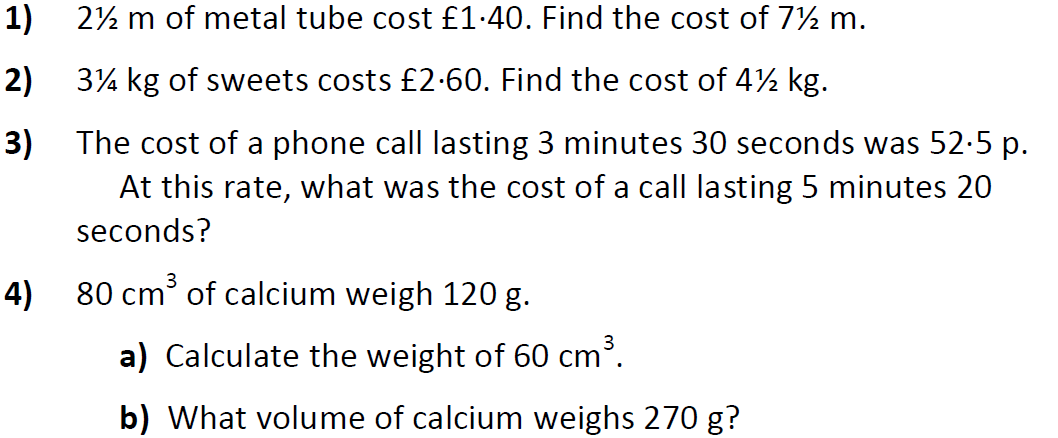 1) 2½ m of metal tube cost £1·40. Find the cost of 7½ m.
2) 3¼ kg of sweets costs £2·60. Find the cost of 4½ kg.
3) The cost of a phone call lasting 3 minutes 30 seconds was 52·5 p.
At this rate, what was the cost of a call lasting 5 minutes 20
seconds?
4) 80 cm³ of calcium weigh 120 g.
a) Calculate the weight of 60 cm³.
b) What volume of calcium weighs 270 g?